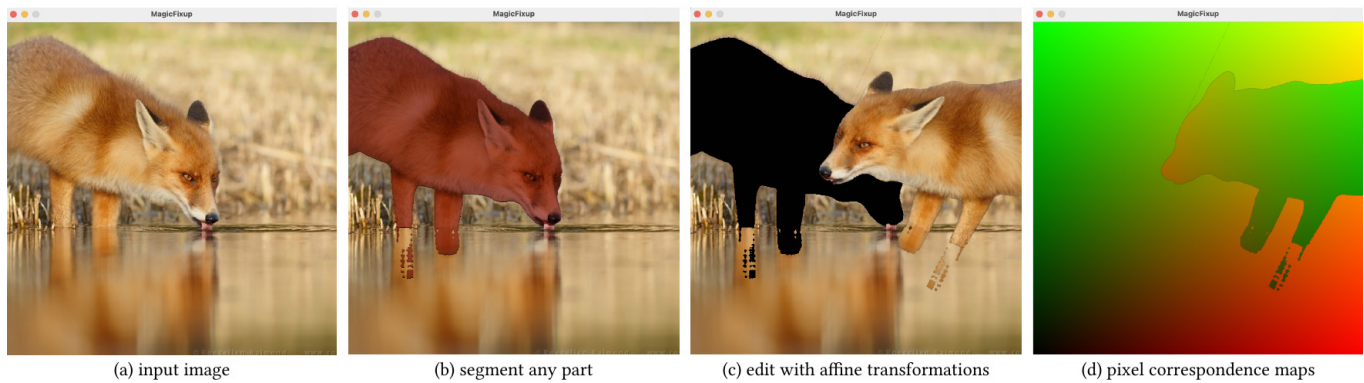 MagicFixup
MagicFixup
MagicFixup
MagicFixup
(a) input image
(b) segment any part
(c) edit with affine transformations
(d) pixel correspondence maps